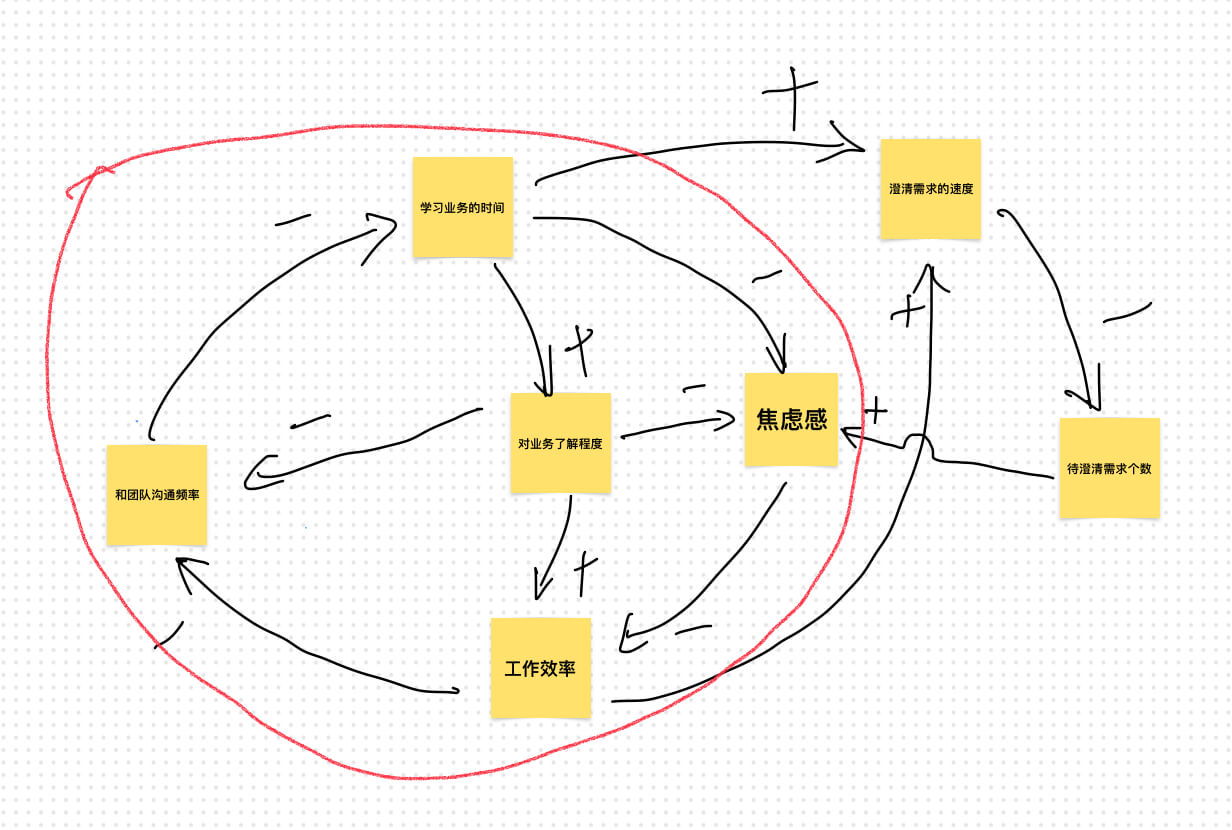 +
澄清需求的速度
学习业务的时间
-
-
+
-
+
-
焦虑感
+
-
对业务了解程度
待澄清需求个数
和团队沟通频率
+
-
-
工作效率